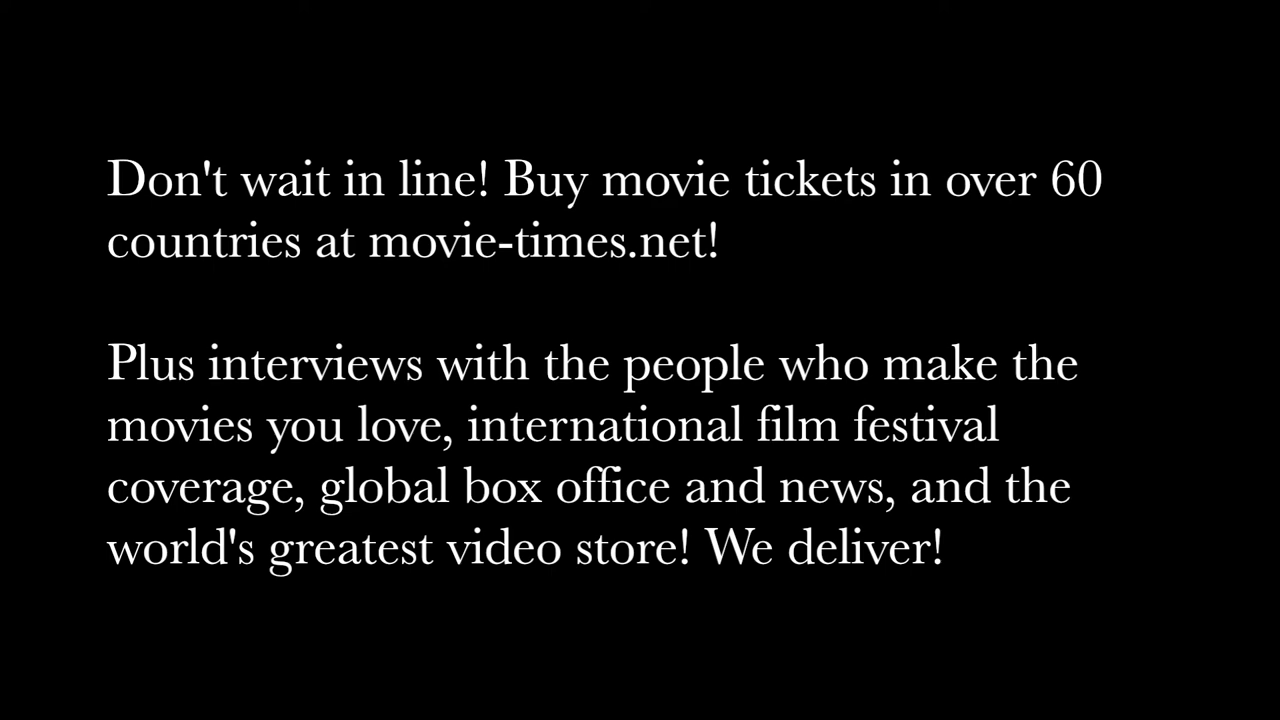 Don't wait in line! Buy movie tickets in over 60
countries at movie-times.net!
Plus interviews with the people who make the
movies you love, international film festival
coverage, global box office and news, and the
world's greatest video store! We deliver!